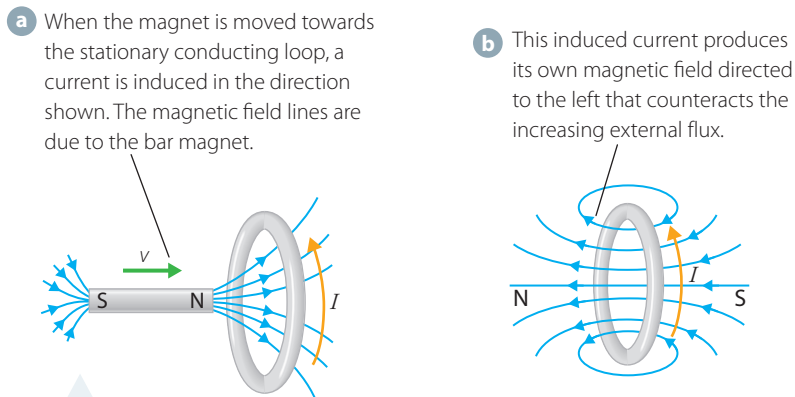 a When the magnet is moved towards
the stationary conducting loop, a
current is induced in the direction
shown. The magnetic field lines are
due to the bar magnet.
v
S N
I
b This induced current produces
its own magnetic field directed
to the left that counteracts the
increasing external flux.
I
N S